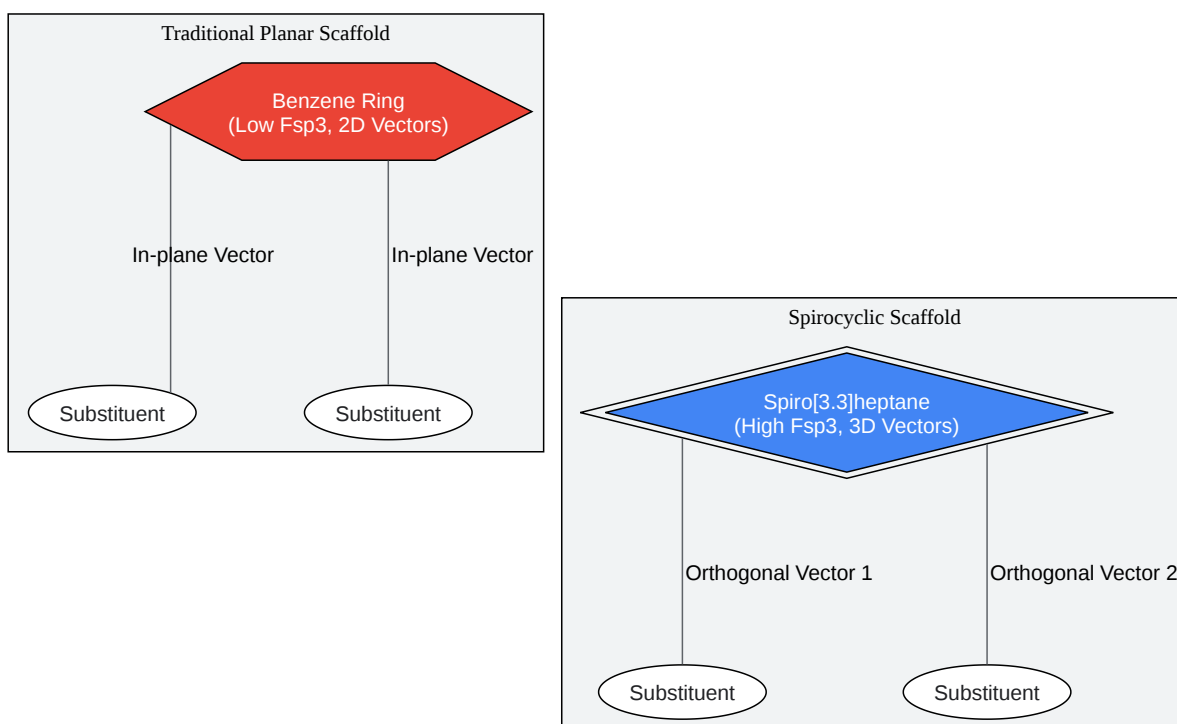 Traditional Planar Scaffold
Benzene Ring
(Low Fsp3, 2D Vectors)
In-plane Vector
In-plane Vector
Substituent
Substituent
Spirocyclic Scaffold
Spiro[3.3]heptane
(High Fsp3, 3D Vectors)
Orthogonal Vector 1
Orthogonal Vector 2
Substituent
Substituent